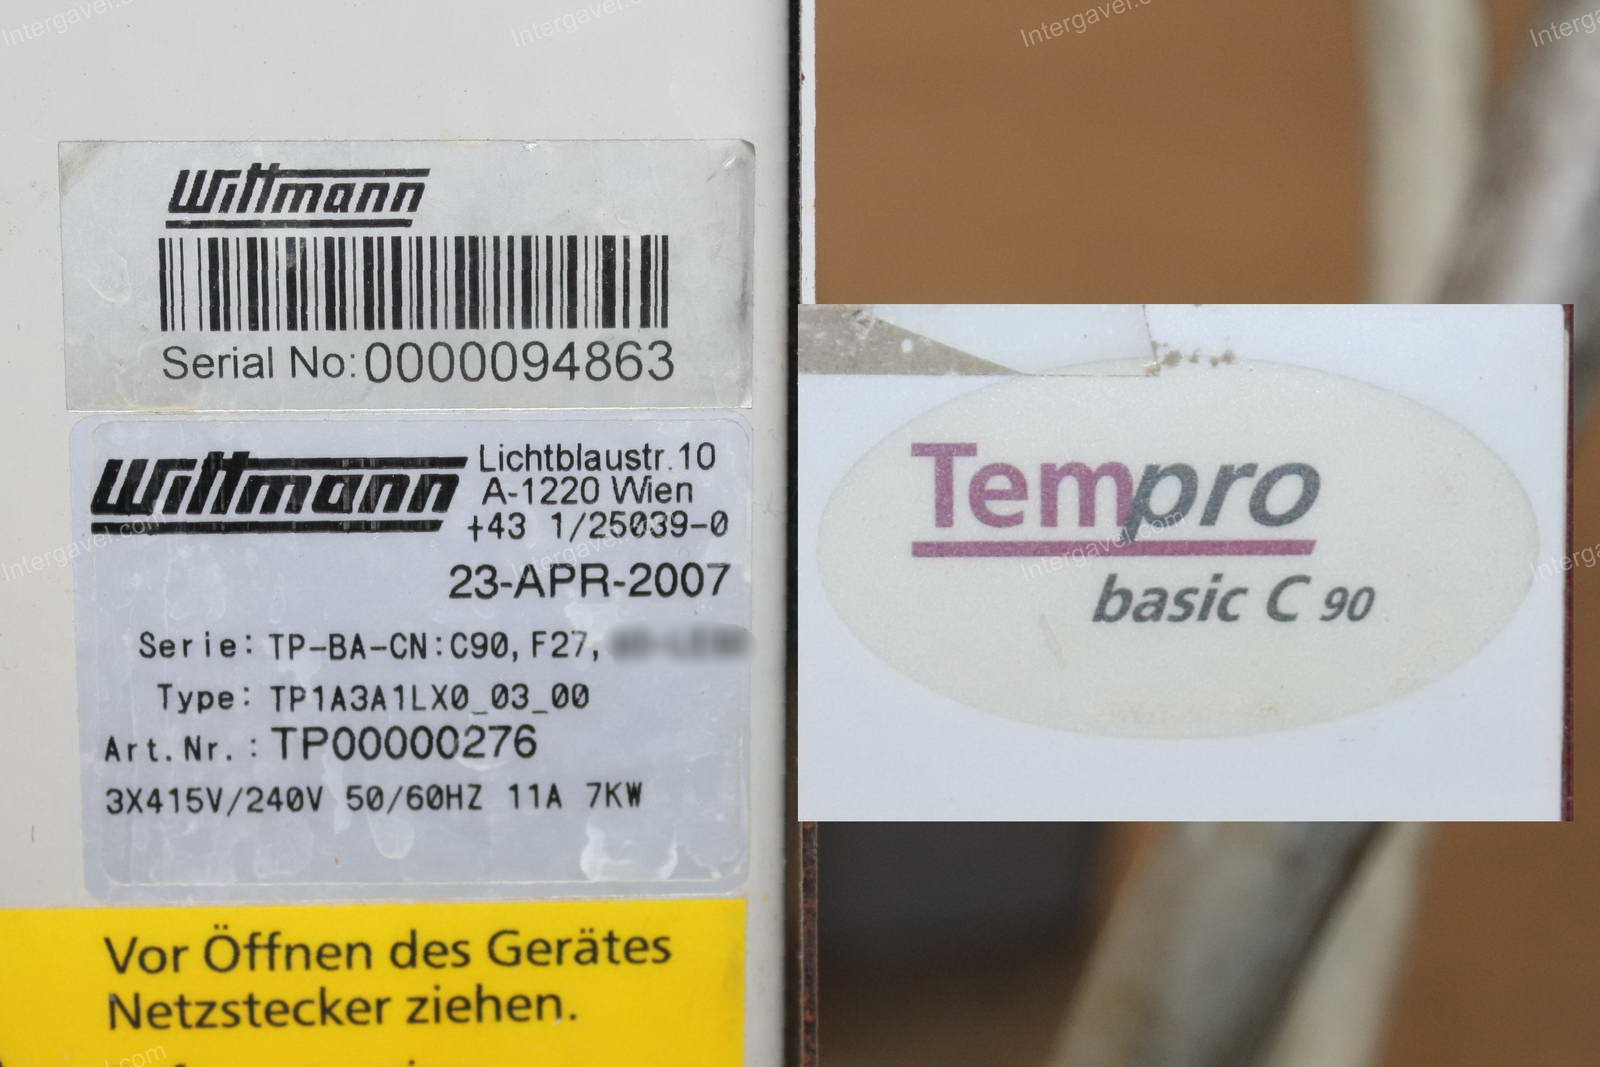 Wittmann
Serial No:0000094863
Wittmann
Lichtblaustr.10
A-1220 Wien
+43 1/25039-0
23-APR-2007
Serie: TP-BA-CN:C90, F27,
Type: TP1A3A1LX0_03_00
Art.Nr.: TP00000276
3X415V/240V 50/60HZ 11A 7KW
Vor Öffnen des Gerätes
Netzstecker ziehen.
Tempro
basic C 90
Intergavel.com